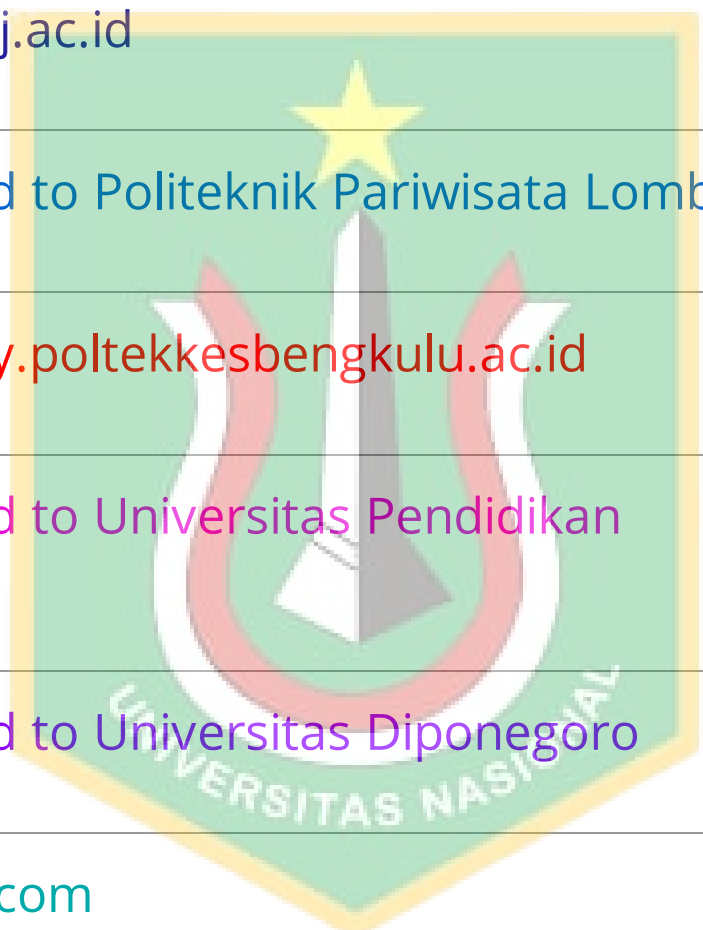 j.ac.id
d to Politeknik Pariwisata Lomb
y.poltekkesbengkulu.ac.id
d to Universitas Pendidikan
d to Universitas Diponegoro
UNIVERSITAS NASIONAL
com